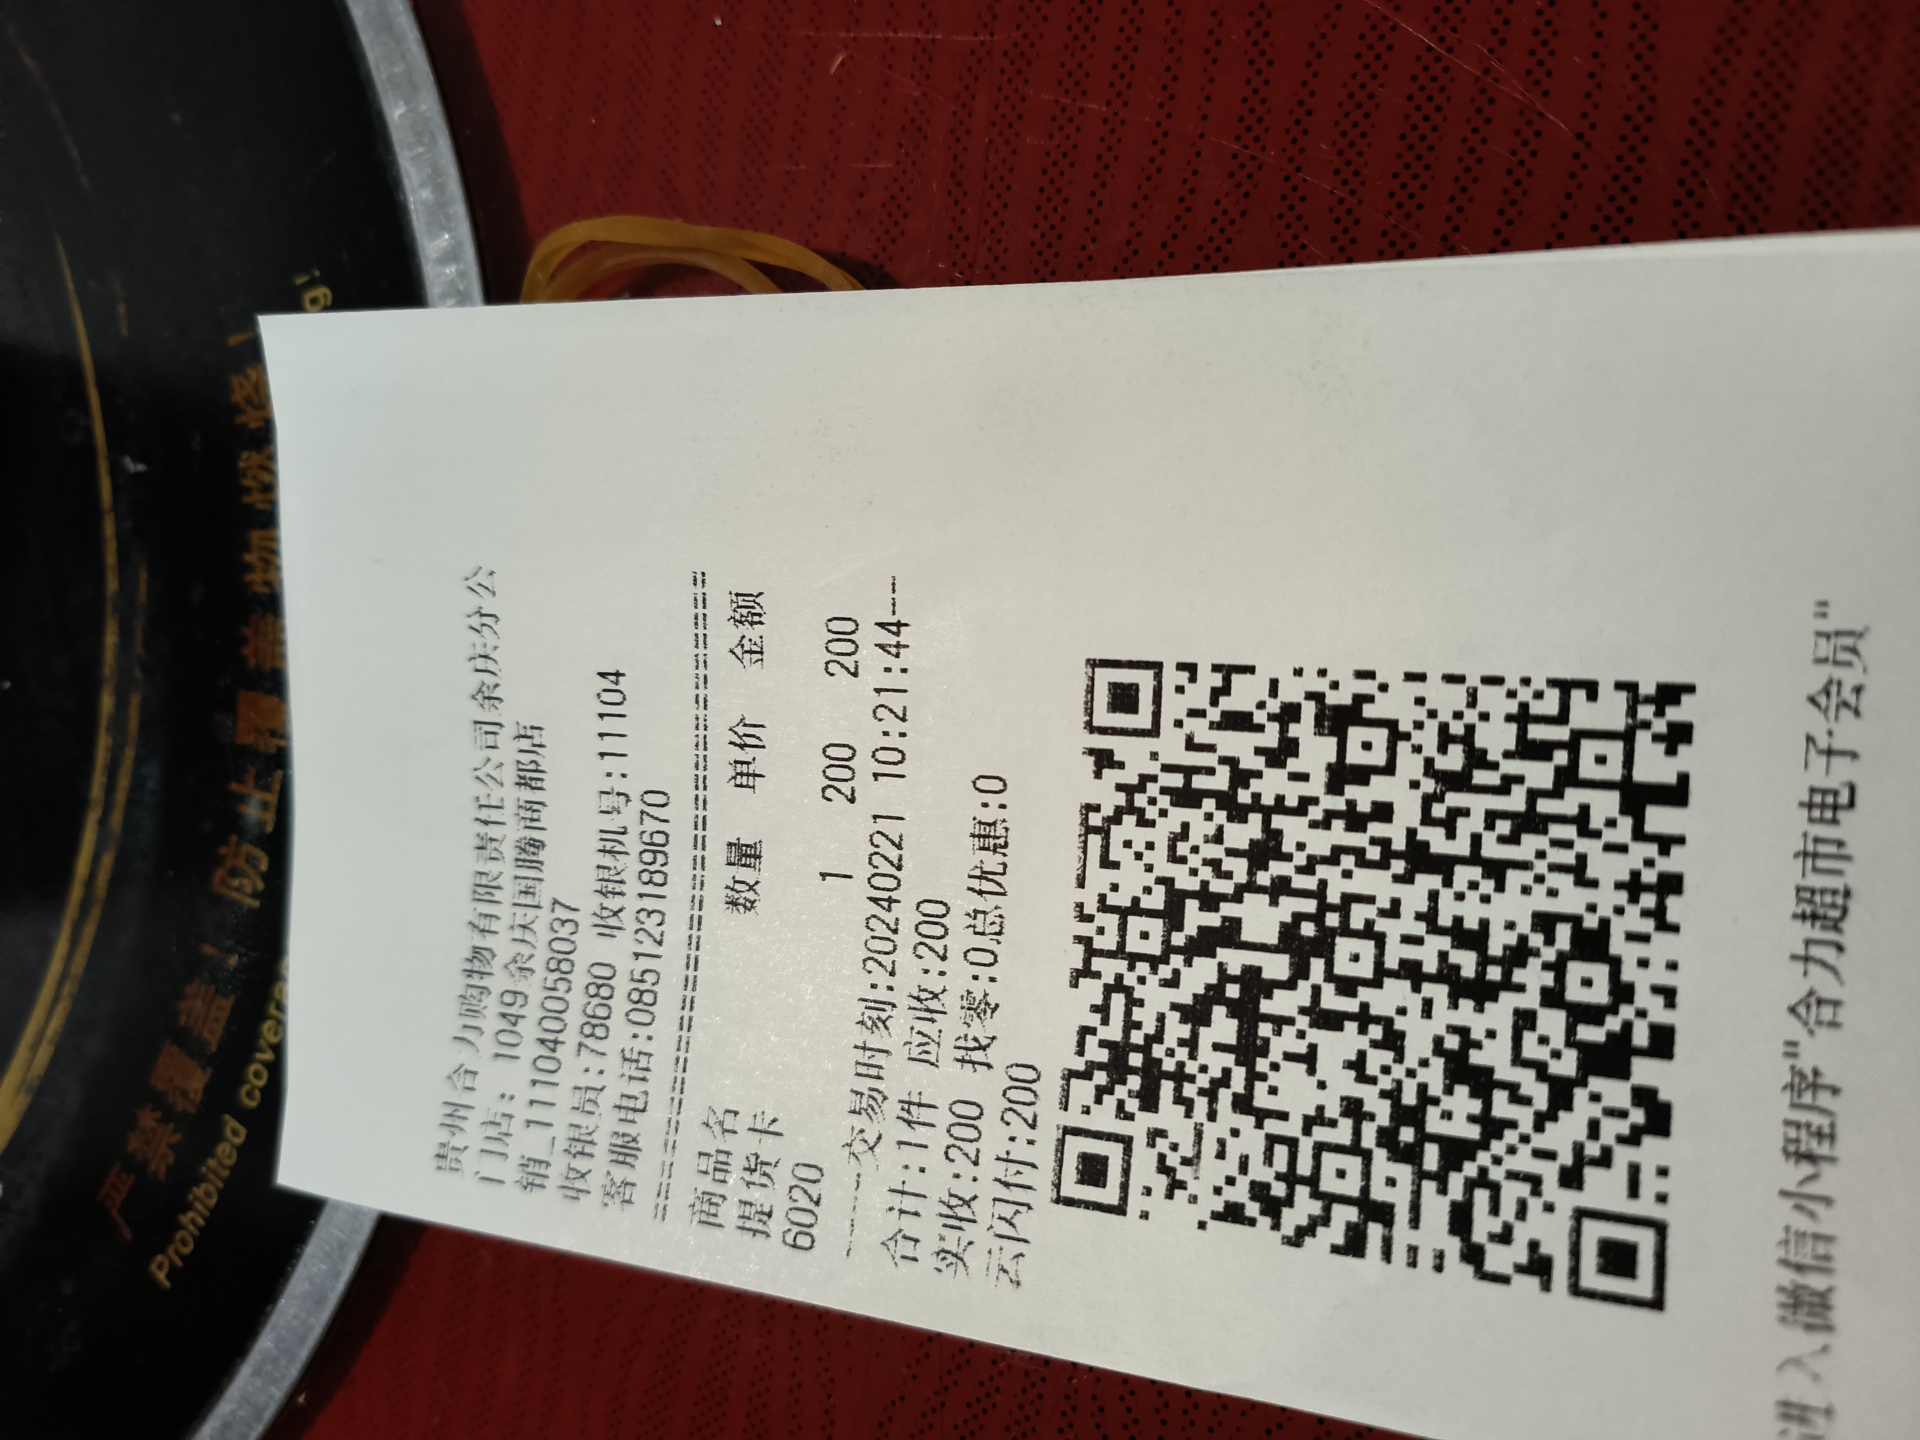 贵州合力购物有限责任公司余庆分公
门店: 1049余庆国腾商都店
销_1110400558037
收银员:78680 收银机号:11104
客服电话:085123189670
商品名 数量 单价 金额
提货卡
6020 1 200 200
----交易时刻:20240221 10:21:44---
合计:1件 应收:200
实收:200 找零:0总优惠:0
云闪付:200
进入微信小程序"合力超市电子会员"
严禁覆盖! 防止覆盖物燃烧
Prohibited